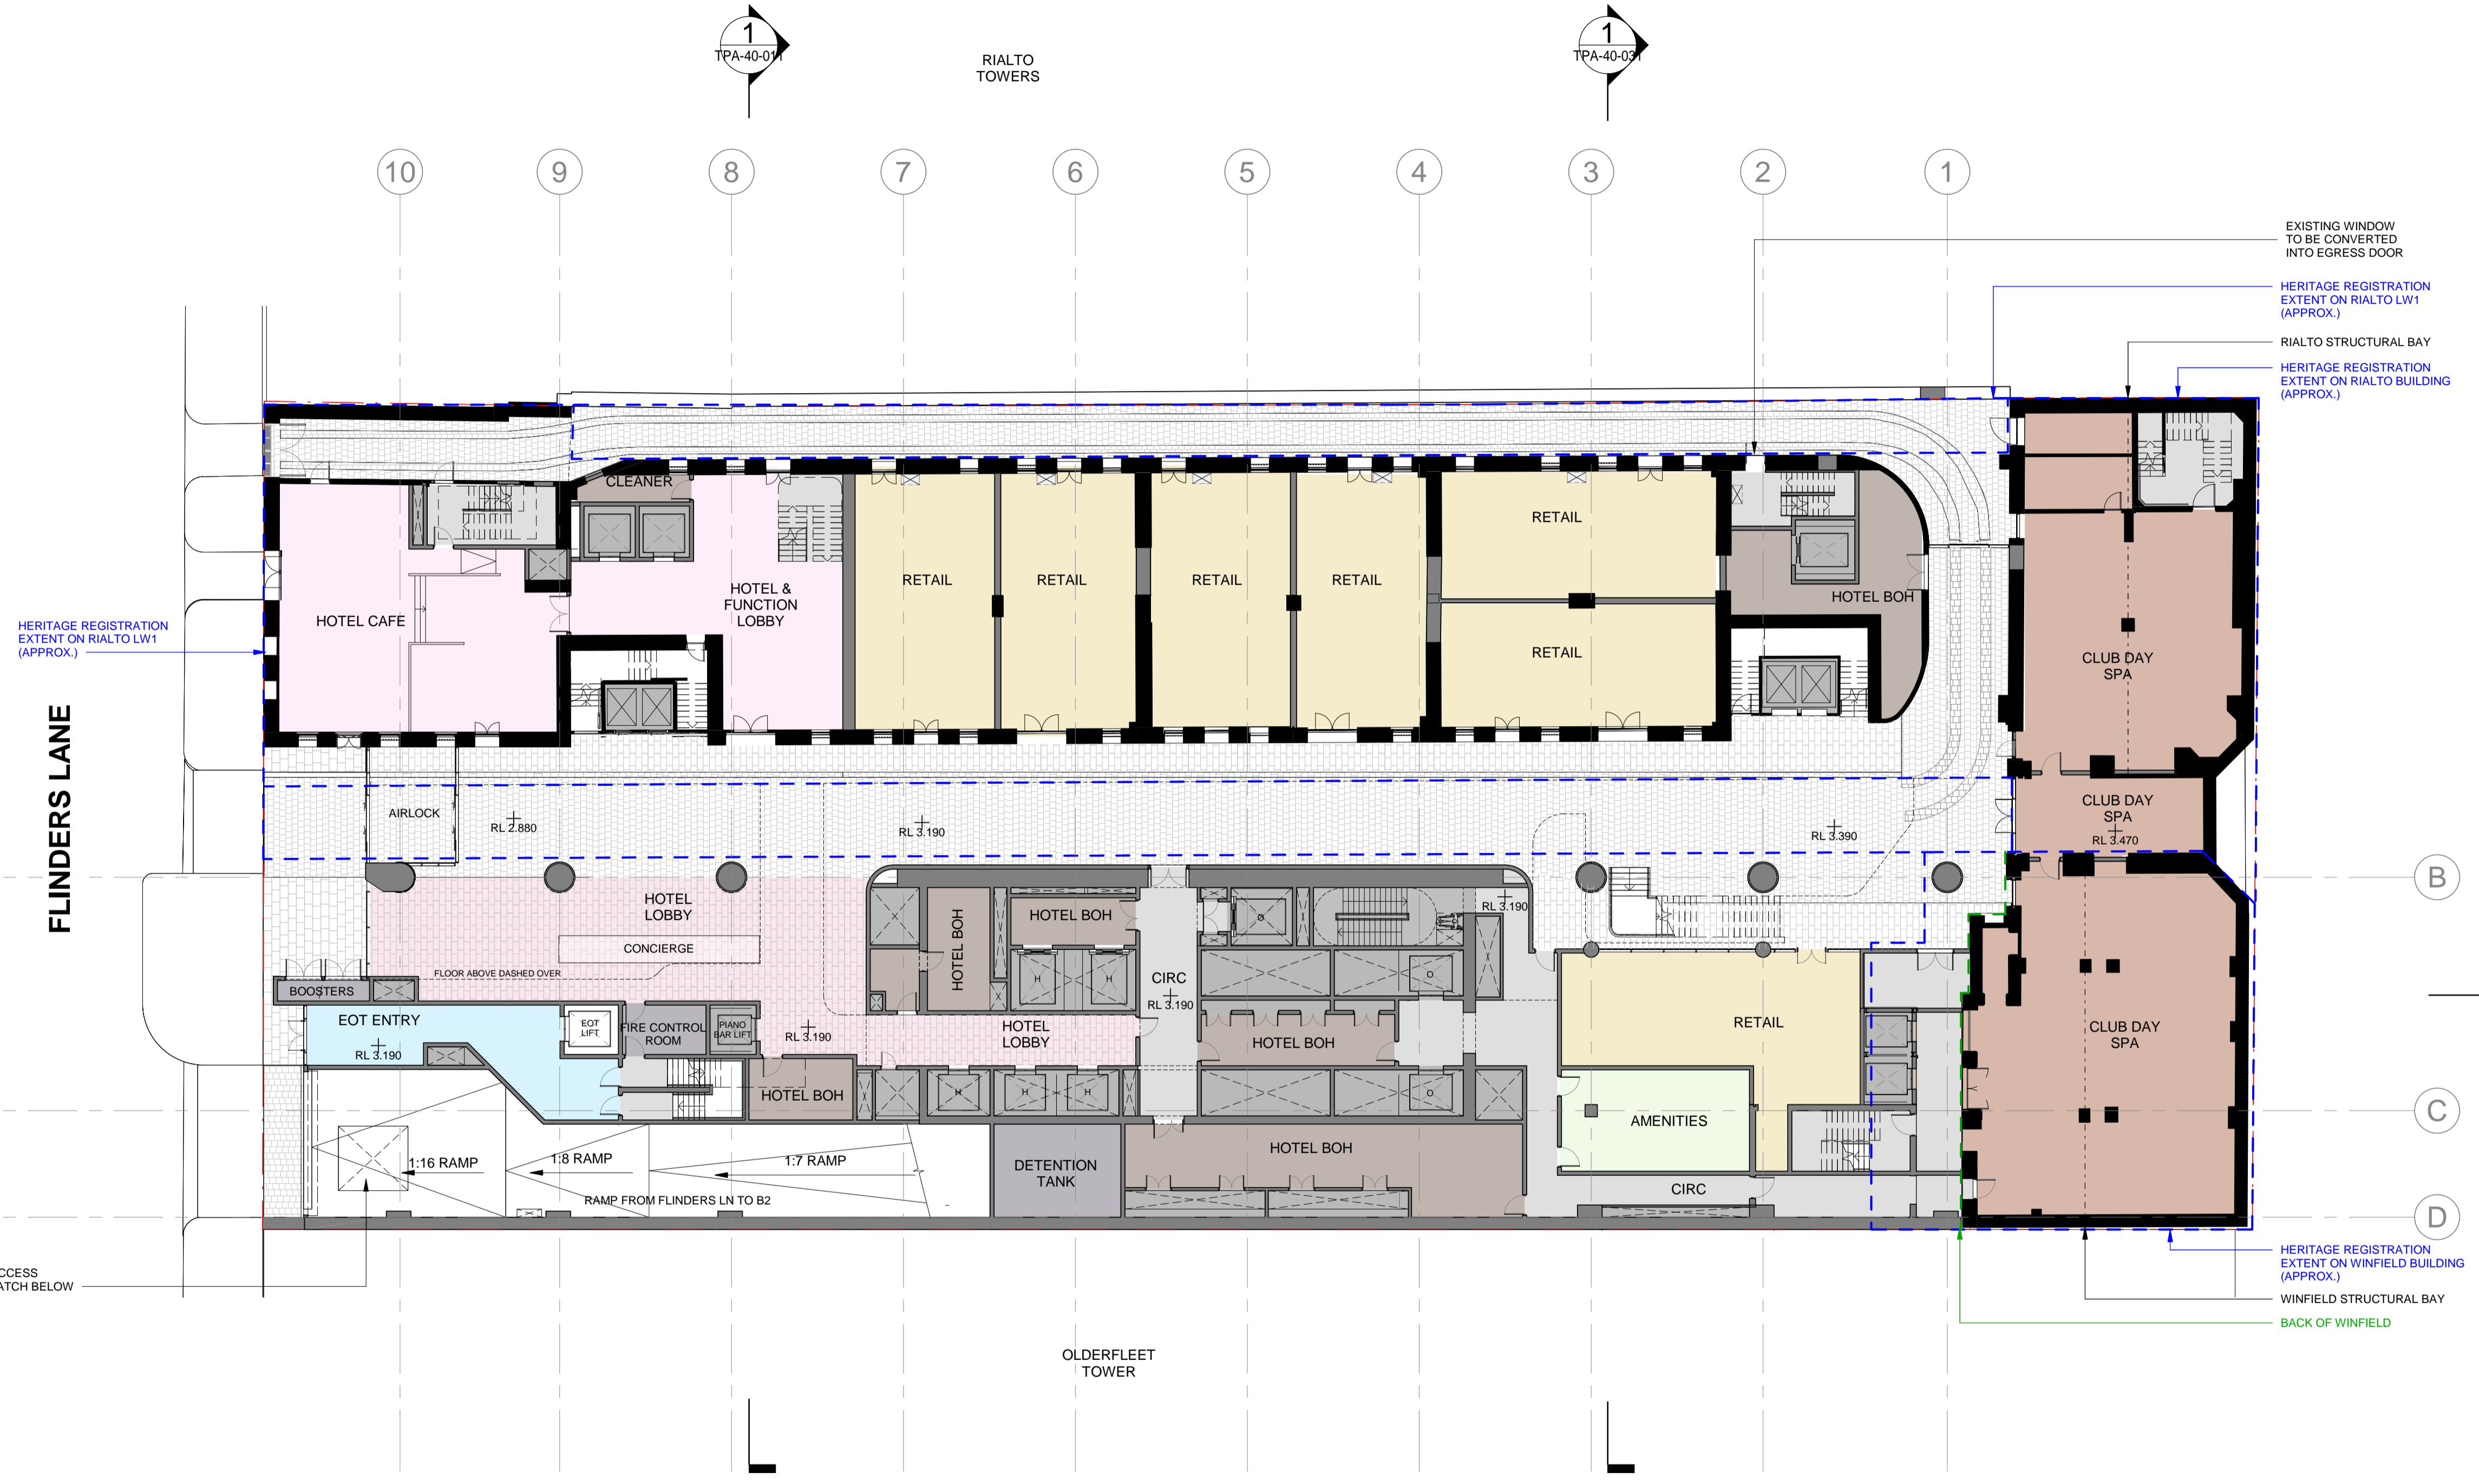 1
TPA-40-011
1
TPA-40-031
RIALTO
TOWERS
10
9
8
7
6
5
4
3
2
1
EXISTING WINDOW
TO BE CONVERTED
INTO EGRESS DOOR
HERITAGE REGISTRATION
EXTENT ON RIALTO LW1
(APPROX.)
RIALTO STRUCTURAL BAY
HERITAGE REGISTRATION
EXTENT ON RIALTO BUILDING
(APPROX.)
CLEANER
HOTEL CAFE
HOTEL &
FUNCTION
LOBBY
RETAIL
RETAIL
RETAIL
RETAIL
RETAIL
RETAIL
HOTEL BOH
CLUB DAY
SPA
HERITAGE REGISTRATION
EXTENT ON RIALTO LW1
(APPROX.)
FLINDERS LANE
AIRLOCK
RL 2.880
RL 3.190
RL 3.390
CLUB DAY
SPA
RL 3.470
B
HOTEL
LOBBY
CONCIERGE
FLOOR ABOVE DASHED OVER
HOTEL BOH
HOTEL BOH
H
H
CIRC
RL 3.190
O
RL 3.190
O
BOOSTERS
EOT ENTRY
RL 3.190
EOT
LIFT
FIRE CONTROL
ROOM
PIANO
BAR LIFT
RL 3.190
HOTEL
LOBBY
HOTEL BOH
RETAIL
CLUB DAY
SPA
HOTEL BOH
H
H
H
O
AMENITIES
C
1:16 RAMP
1:8 RAMP
1:7 RAMP
RAMP FROM FLINDERS LN TO B2
DETENTION
TANK
HOTEL BOH
CIRC
D
CCESS
ATCH BELOW
HERITAGE REGISTRATION
EXTENT ON WINFIELD BUILDING
(APPROX.)
WINFIELD STRUCTURAL BAY
BACK OF WINFIELD
OLDERFLEET
TOWER